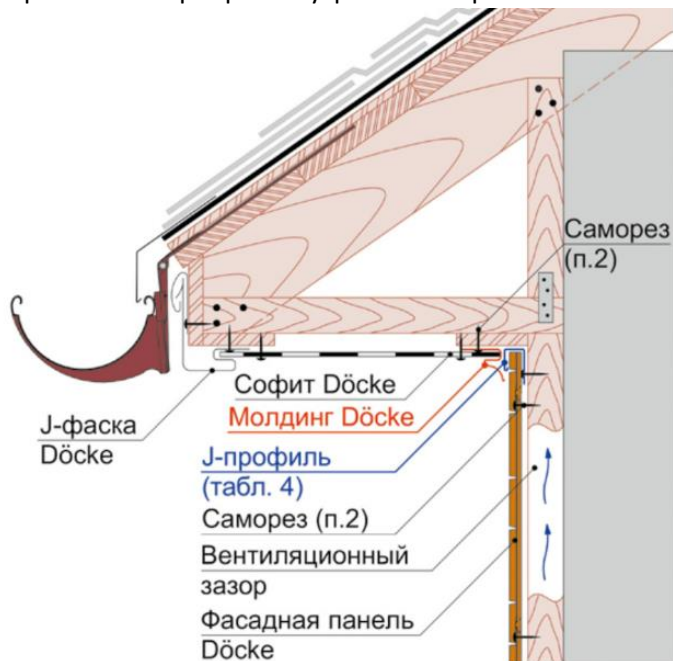 Саморез
(п.2)
Софит Döcke
Молдинг Döcke
J-фаска
Döcke
J-профиль
(табл. 4)
Саморез (п.2)
Вентиляционный
зазор
Фасадная панель
Döcke